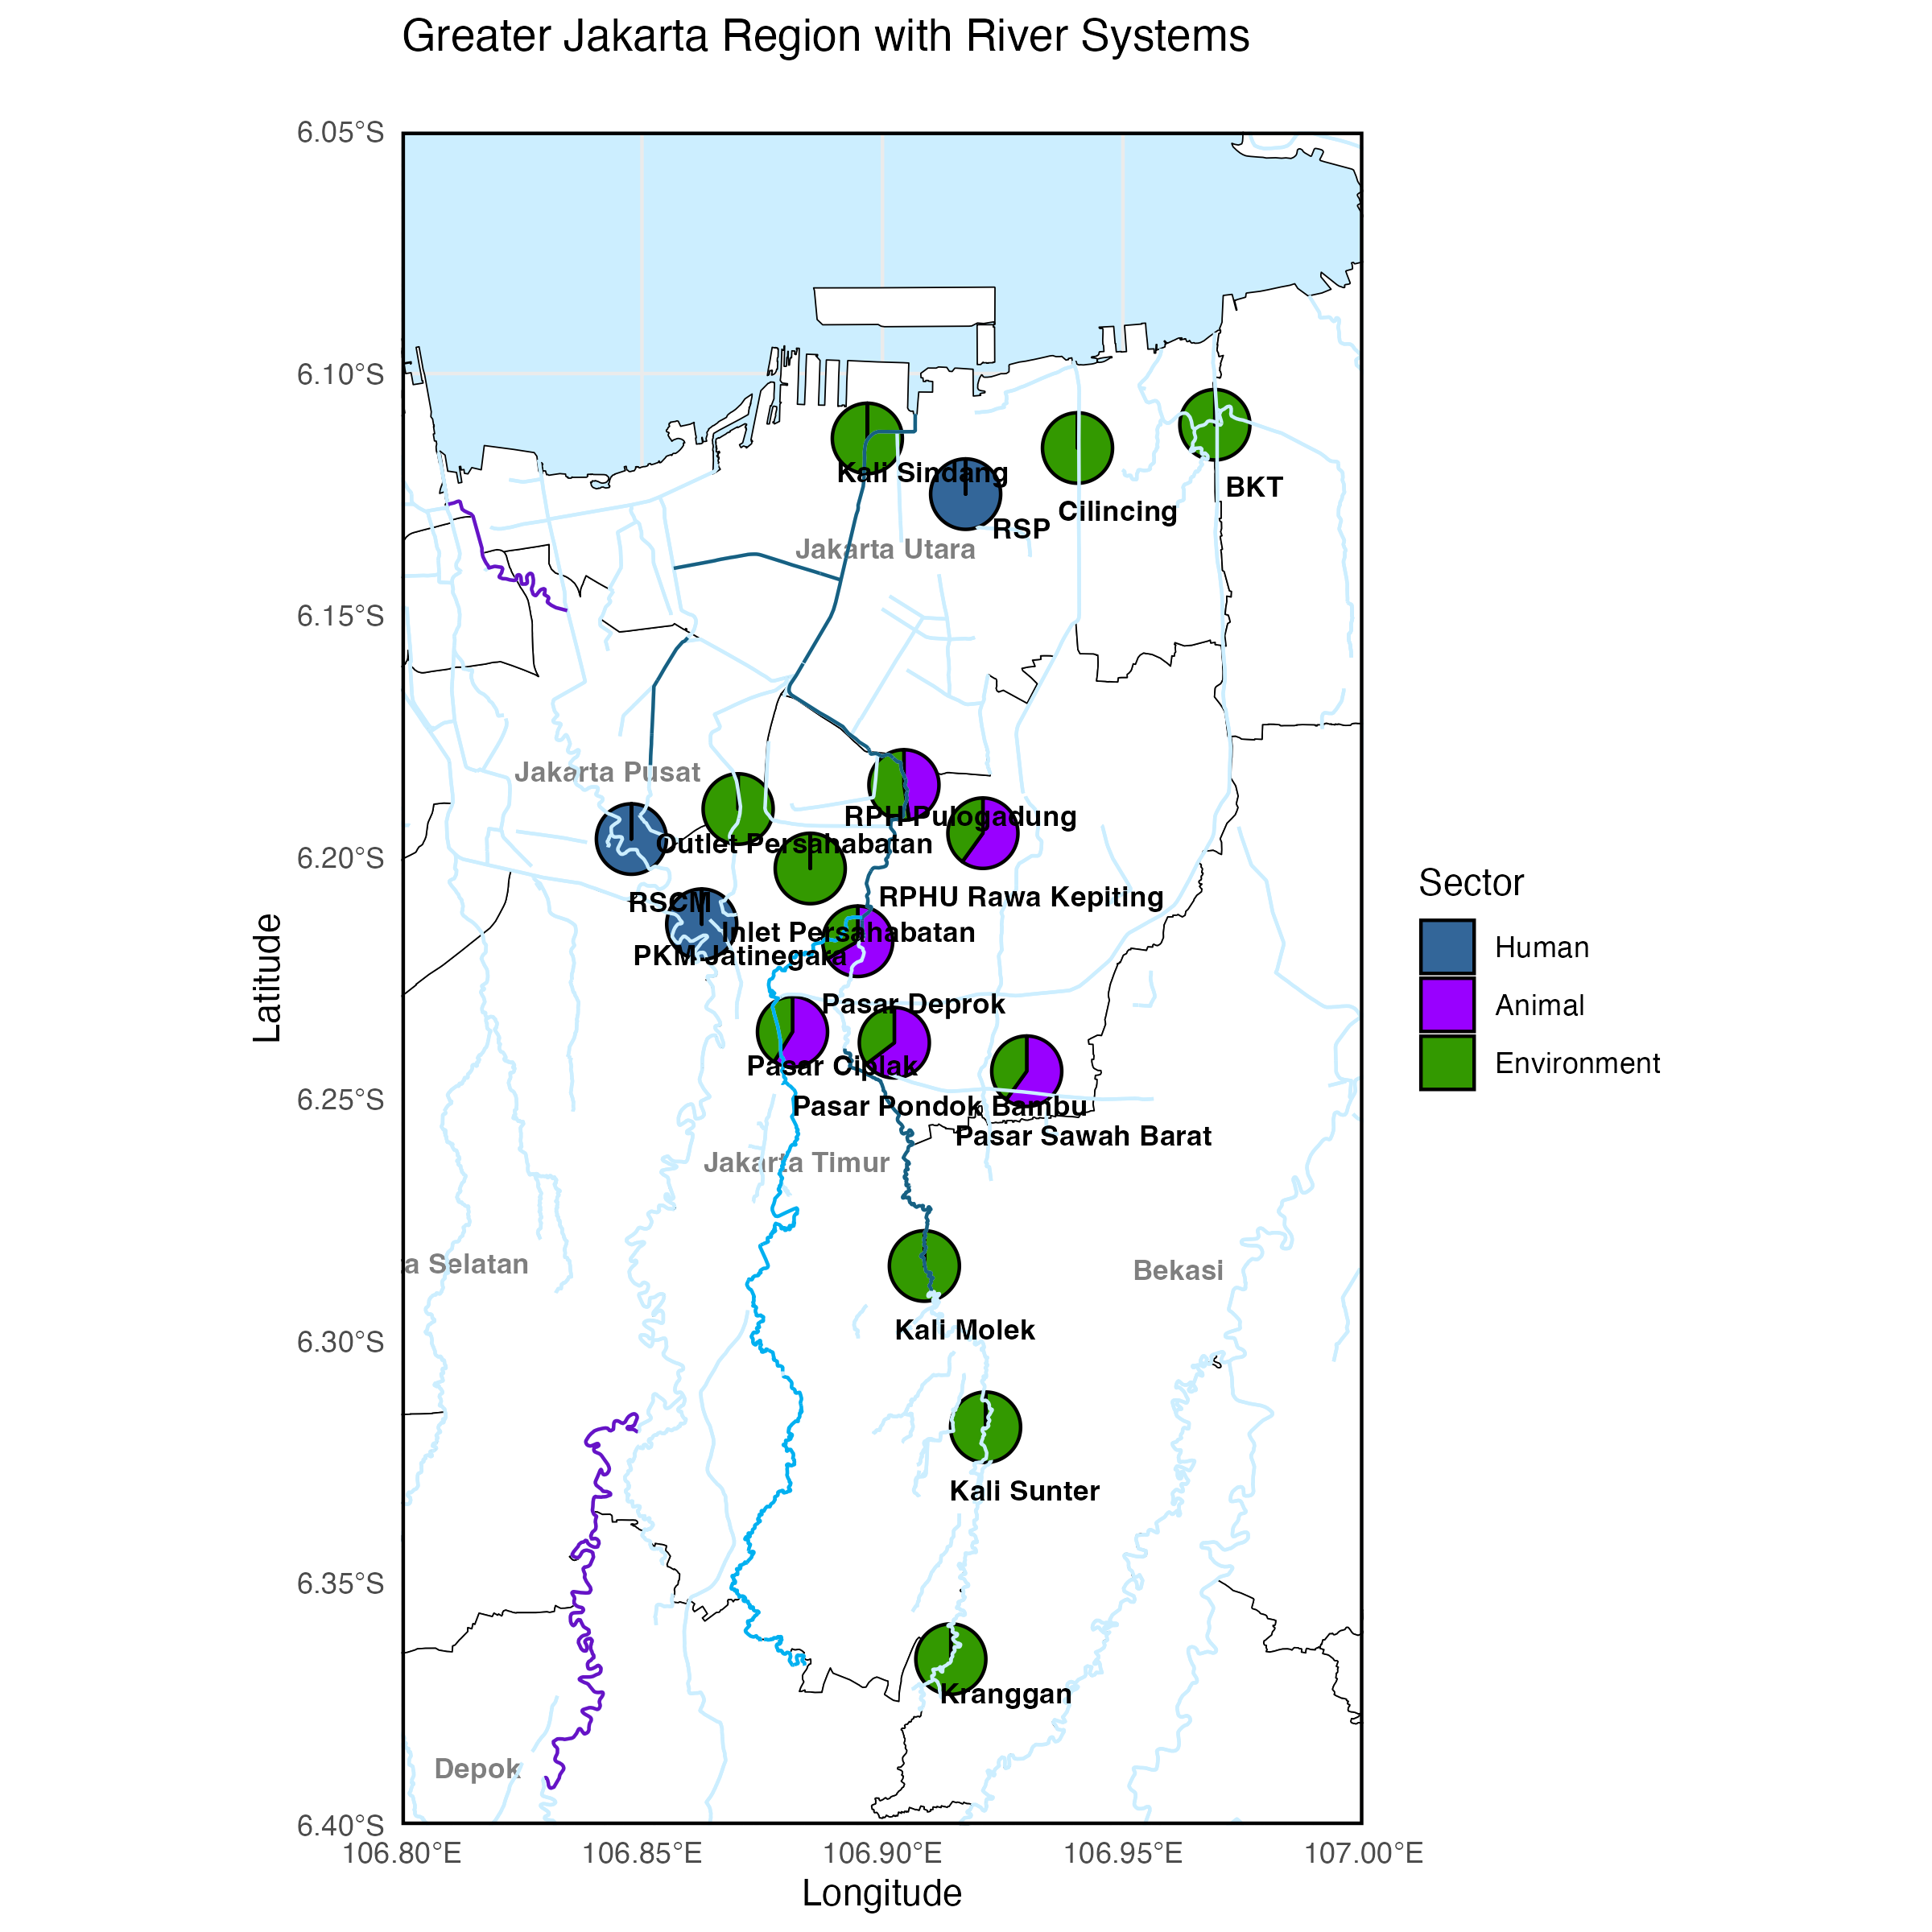 Greater Jakarta Region with River Systems
6.05°S
6.10°S
6.15°S
6.20°S
6.25°S
6.30°S
6.35°S
6.40°S
Latitude
Kali Sindang
BKT
Cilincing
RSP
Jakarta Utara
Jakarta Pusat
RPH Pulogadung
Outlet Persahabatan
RPHU Rawa Kepiting
RSCM
Inlet Persahabatan
PKM Jatinegara
Pasar Deprok
Pasar Ciplak
Pasar Pondok Bambu
Pasar Sawah Barat
Jakarta Timur
a Selatan
Bekasi
Kali Molek
Kali Sunter
Kranggan
Depok
106.80°E
106.85°E
106.90°E
106.95°E
107.00°E
Longitude
Sector
Human
Animal
Environment